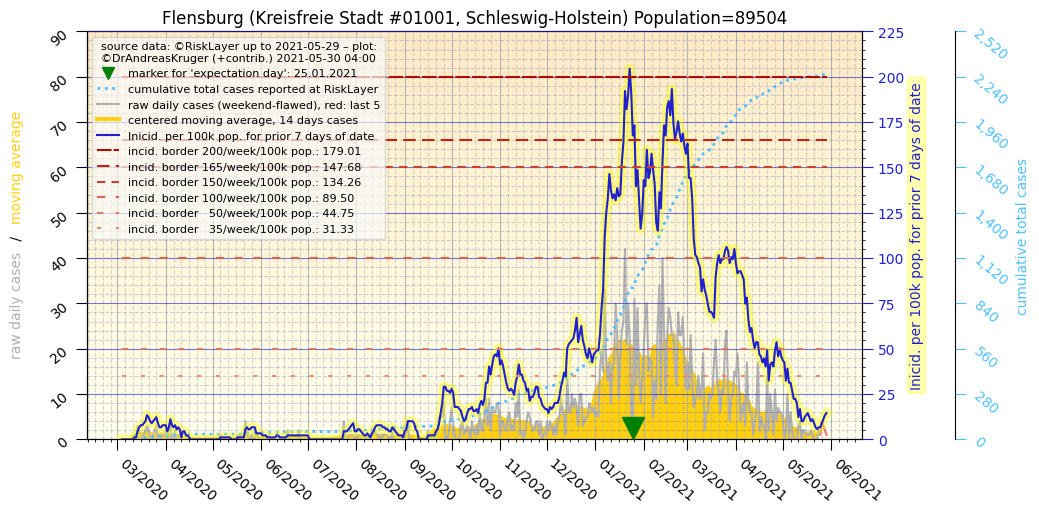 Flensburg (Kreisfreie Stadt #01001, Schleswig-Holstein) Population=89504
source data: ©RiskLayer up to 2021-05-29 – plot:
©DrAndreasKruger (+contrib.) 2021-05-30 04:00
marker for 'expectation day': 25.01.2021
cumulative total cases reported at RiskLayer
raw daily cases (weekend-flawed), red: last 5
centered moving average, 14 days cases
Inicid. per 100k pop. for prior 7 days of date
incid. border 200/week/100k pop.: 179.01
incid. border 165/week/100k pop.: 147.68
incid. border 150/week/100k pop.: 134.26
incid. border 100/week/100k pop.: 89.50
incid. border 50/week/100k pop.: 44.75
incid. border 35/week/100k pop.: 31.33
raw daily cases / moving average
90
80
70
60
50
40
30
20
10
0
225
200
175
150
125
100
75
50
25
0
Inicid. per 100k pop. for prior 7 days of date
2,520
2,240
1,960
1,680
1,400
1,120
840
560
280
0
cumulative total cases
03/2020
04/2020
05/2020
06/2020
07/2020
08/2020
09/2020
10/2020
11/2020
12/2020
01/2021
02/2021
03/2021
04/2021
05/2021
06/2021